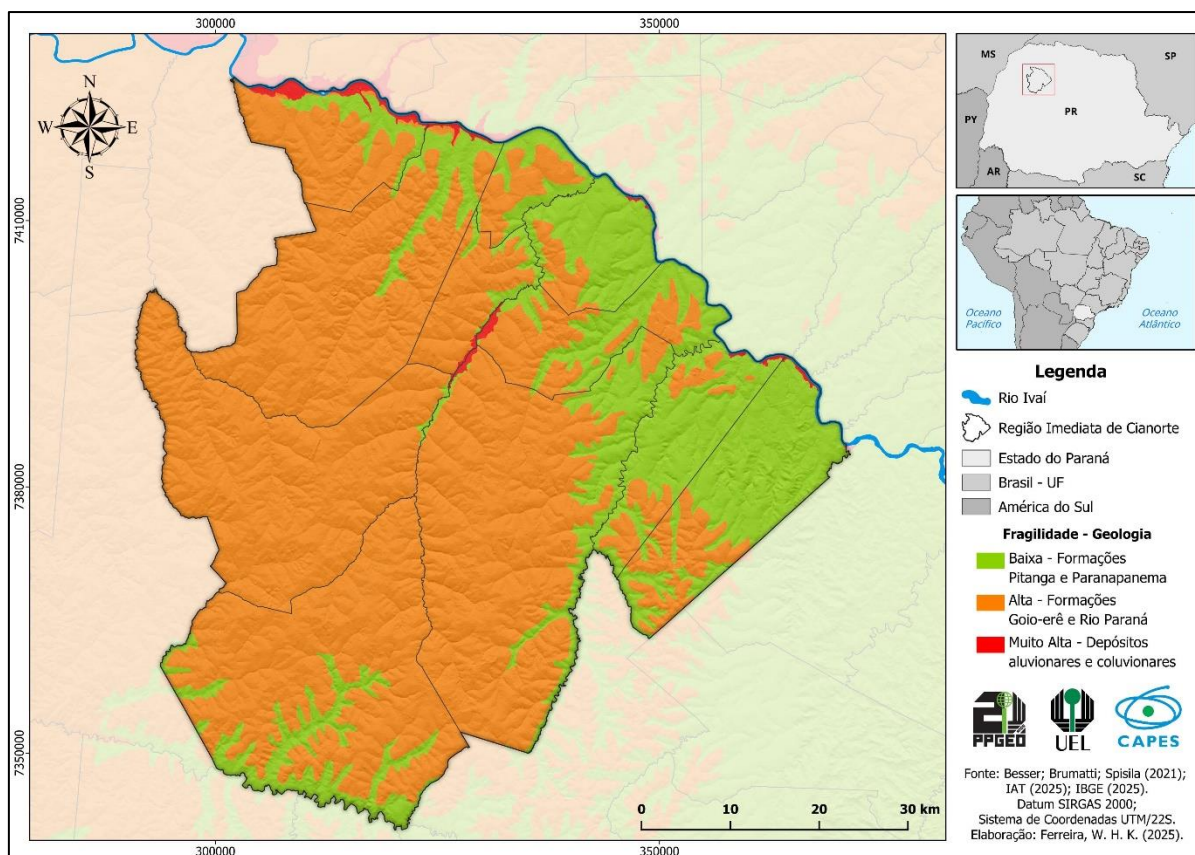 300000
350000
7410000
7380000
7350000
N
W
E
S
0
10
20
30 km
300000
350000
MS
SP
PY
PR
AR
SC
Oceano
Pacífico
Oceano
Atlântico
Legenda
Rio Ivaí
Região Imediata de Cianorte
Estado do Paraná
Brasil - UF
América do Sul
Fragilidade - Geologia
Baixa - Formações
Pitanga e Paranapanema
Alta - Formações
Goio-erê e Rio Paraná
Muito Alta - Depósitos
aluvionares e coluvionares
PPGEO
UEL
CAPES
Fonte: Besser; Brumatti; Spisila (2021);
IAT (2025); IBGE (2025).
Datum SIRGAS 2000;
Sistema de Coordenadas UTM/22S.
Elaboração: Ferreira, W. H. K. (2025).